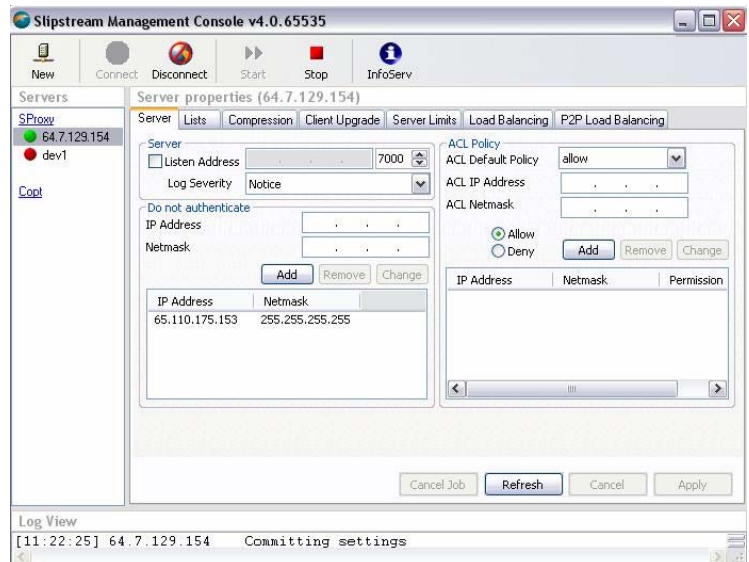 Slipstream Management Console v4.0.65535
New Connect Disconnect Start Stop InfoServ
Servers
SProxy
64.7.129.154
dev1
Copt
Server properties (64.7.129.154)
Server Lists Compression Client Upgrade Server Limits Load Balancing P2P Load Balancing
Server
Listen Address . . . 7000
Log Severity Notice
Do not authenticate
IP Address . . .
Netmask . . .
Add Remove Change
IP Address Netmask
65.110.175.153 255.255.255.255
ACL Policy
ACL Default Policy allow
ACL IP Address . . .
ACL Netmask . . .
Allow
Deny
Add Remove Change
IP Address Netmask Permission
Cancel Job Refresh Cancel Apply
Log View
[11:22:25] 64.7.129.154 Committing settings